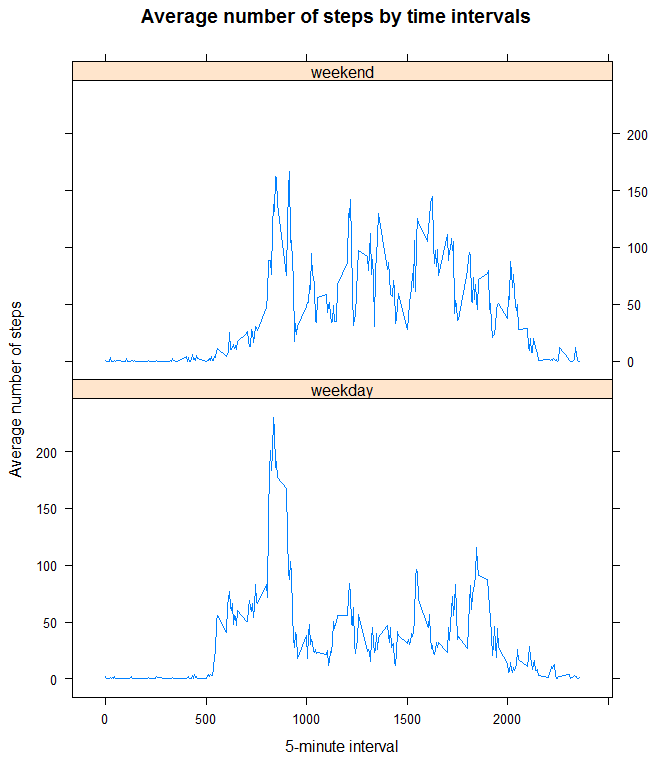 Average number of steps by time intervals
weekend
200
150
100
50
0
weekday
200
150
100
50
0
Average number of steps
0 500 1000 1500 2000
5-minute interval